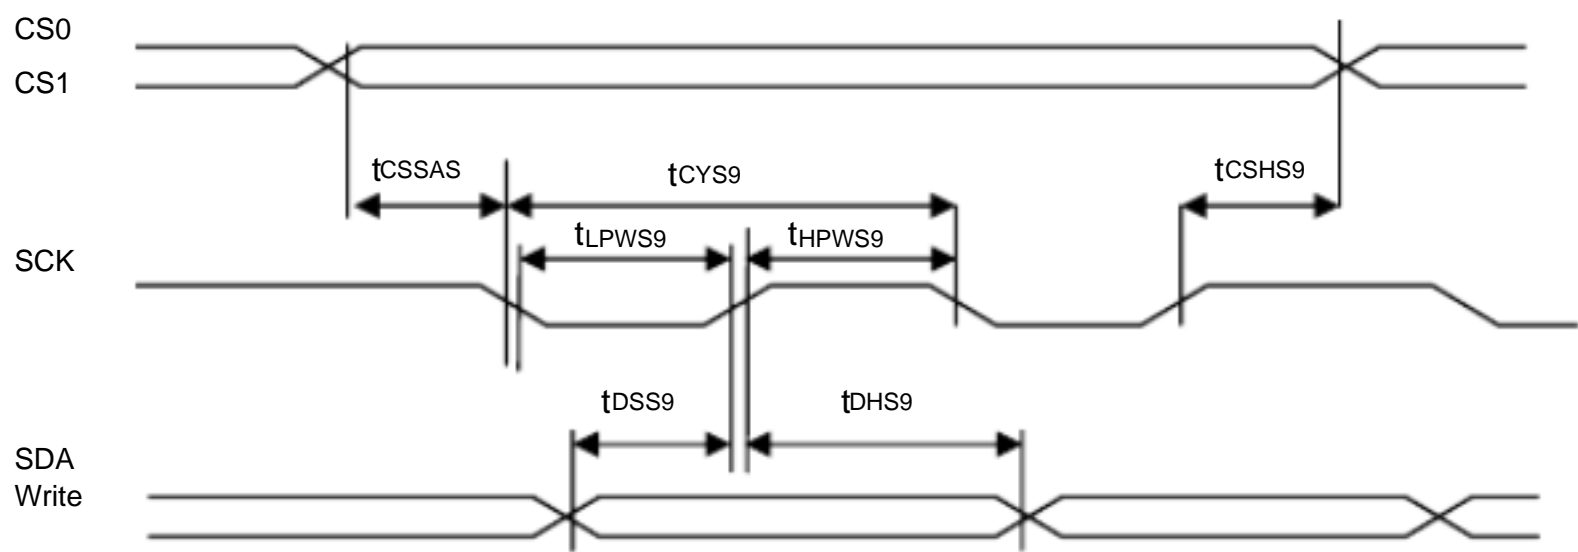 CS0
CS1
tCSSAS
tCYS9
tCSHS9
tLPWS9
tHPWS9
SCK
tDSS9
tDHS9
SDA
Write